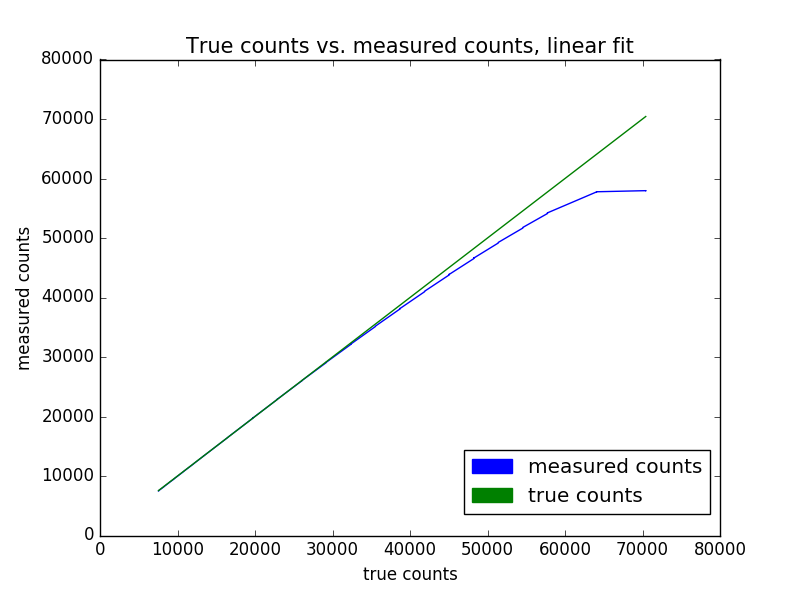 True counts vs. measured counts, linear fit
80000
70000
60000
50000
40000
30000
20000
10000
0
measured counts
measured counts
true counts
0 10000 20000 30000 40000 50000 60000 70000 80000
true counts